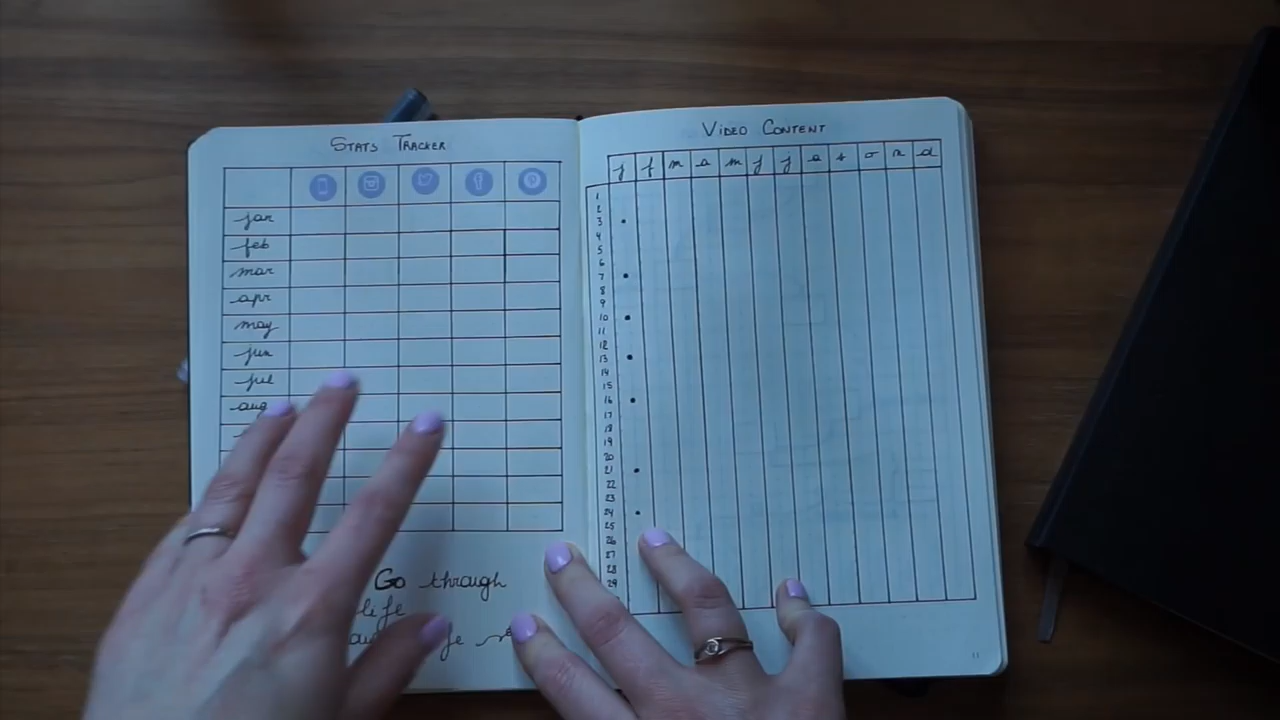 STATS TRACKER
jan
feb
mar
apr
may
jun
jul
aug
Go through
life
VIDEO CONTENT
j f m a m j j a s o n d
1
2
3
4
5
6
7
8
9
10
11
12
13
14
15
16
17
18
19
20
21
22
23
24
25
26
27
28
29
11